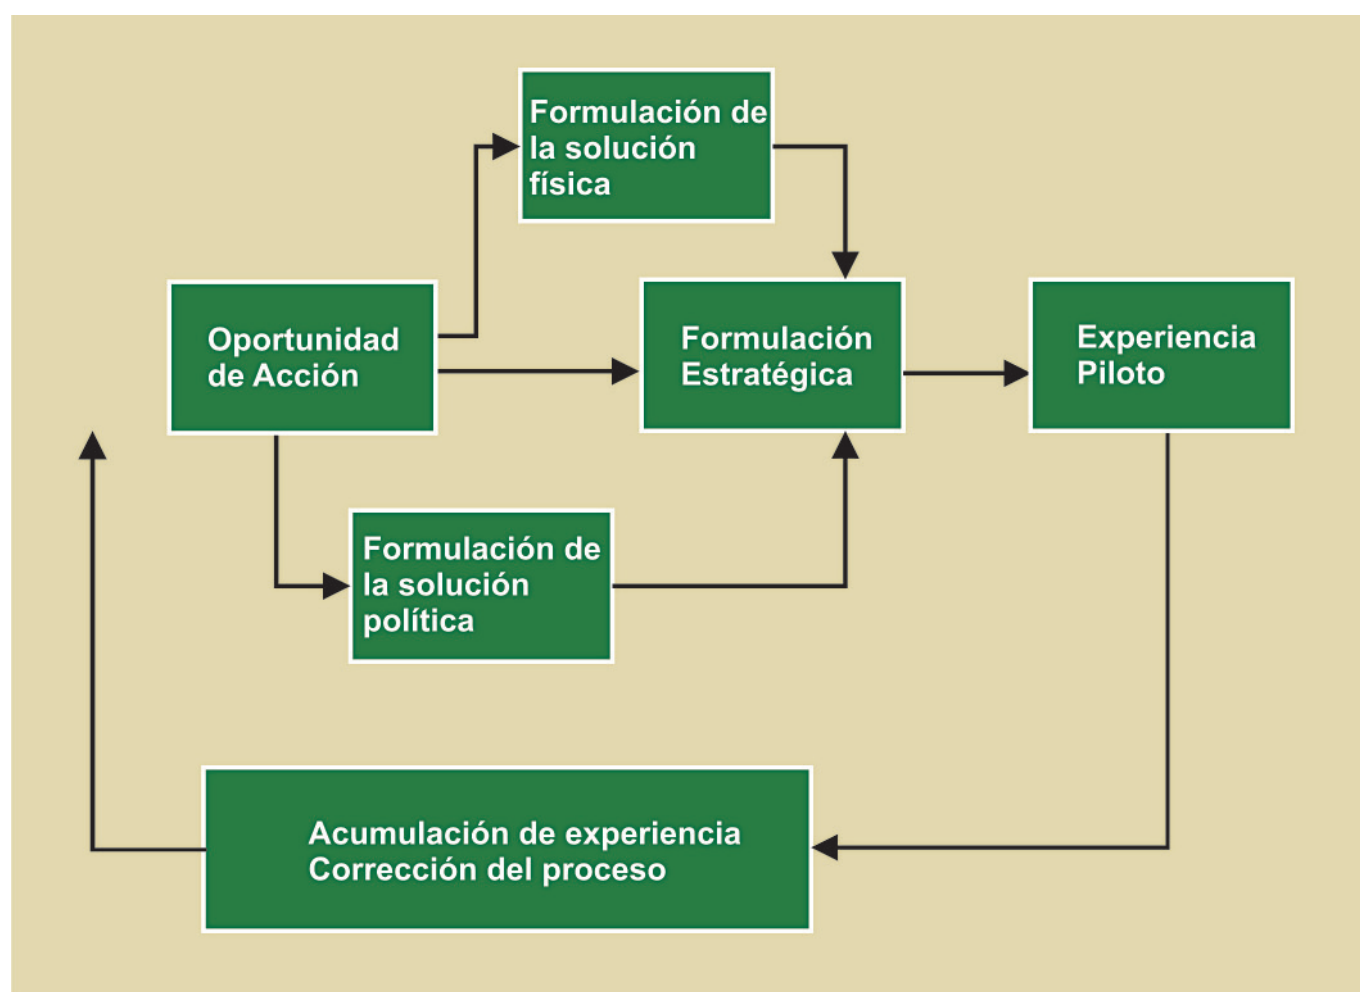 Formulación de
la solución
física
Oportunidad
de Acción
Formulación
Estratégica
Experiencia
Piloto
Formulación de
la solución
política
Acumulación de experiencia
Corrección del proceso